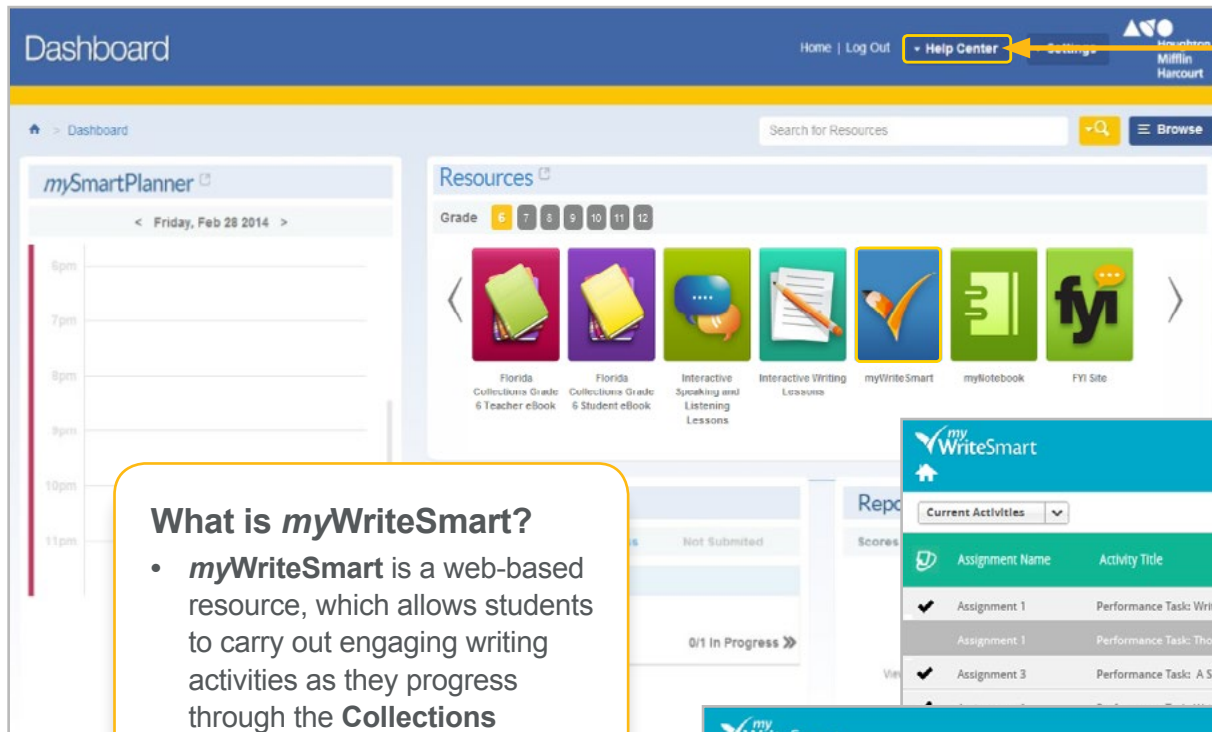 Dashboard
Home | Log Out
Help Center
Settings
Houghton
Mifflin
Harcourt
> Dashboard
Search for Resources
Browse
mySmartPlanner
< Friday, Feb 28 2014 >
6pm
7pm
8pm
9pm
10pm
11pm
Resources
Grade 6 7 8 9 10 11 12
fyi
Florida
Collections Grade
6 Teacher eBook
Florida
Collections Grade
6 Student eBook
Interactive
Speaking and
Listening
Lessons
Interactive Writing
Lessons
myWriteSmart
myNotebook
FYI Site
Not Submited
0/1 In Progress
Repo
Scores
What is myWriteSmart?
• myWriteSmart is a web-based
resource, which allows students
to carry out engaging writing
activities as they progress
through the Collections
my
WriteSmart
Current Activities
Assignment Name Activity Title
Assignment 1 Performance Task: Wri
Assignment 1 Performance Task: Tho
Assignment 3 Performance Task: A S
my